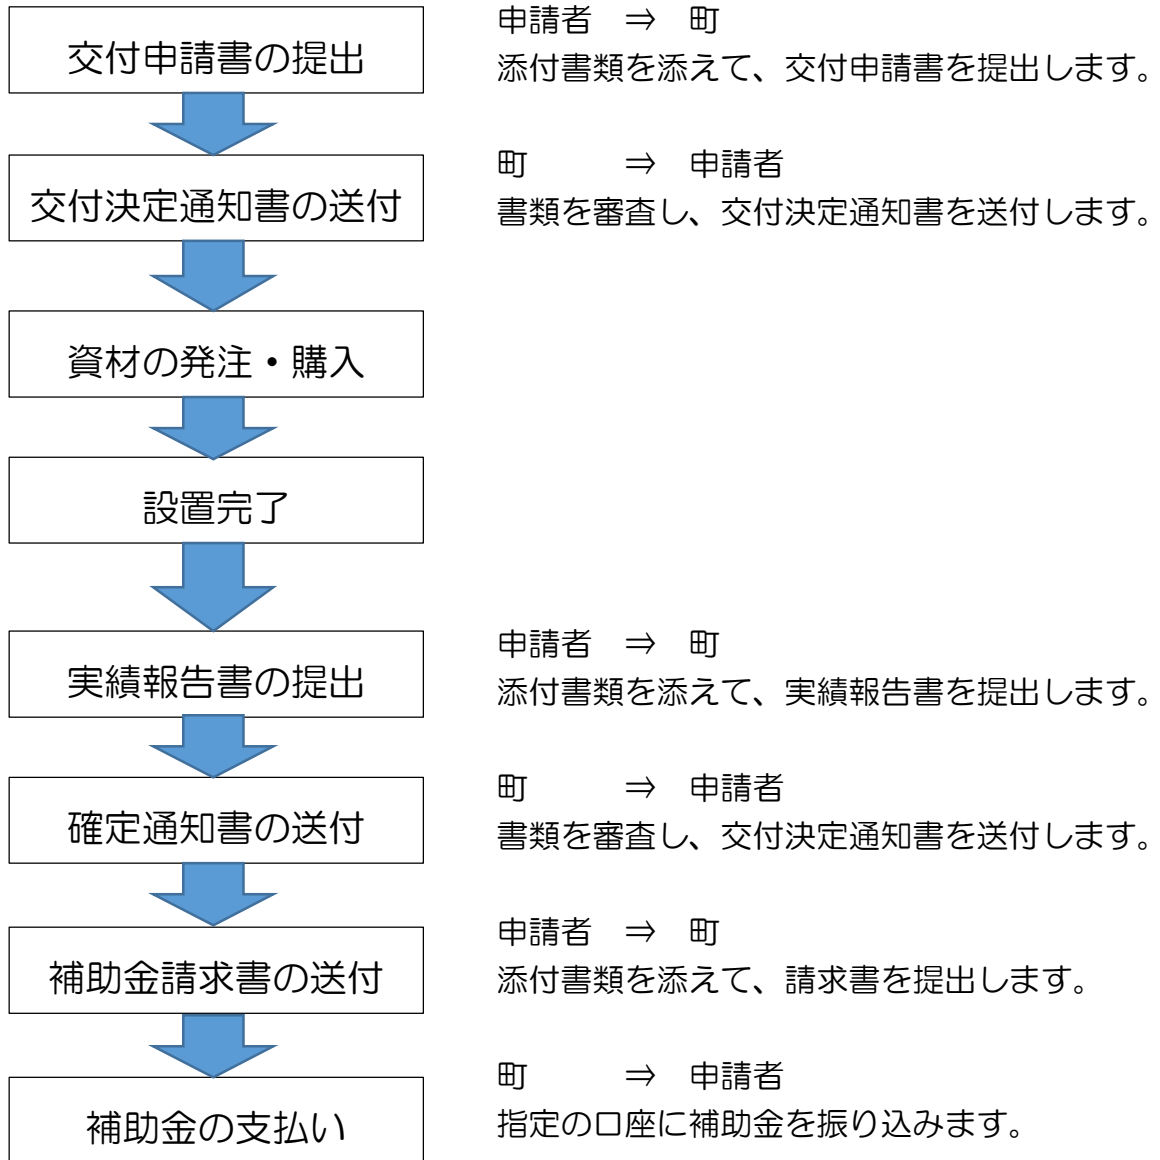 交付申請書の提出
申請者　⇒　町
添付書類を添えて、交付申請書を提出します。
交付決定通知書の送付
町　　　⇒　申請者
書類を審査し、交付決定通知書を送付します。
資材の発注・購入
設置完了
実績報告書の提出
申請者　⇒　町
添付書類を添えて、実績報告書を提出します。
確定通知書の送付
町　　　⇒　申請者
書類を審査し、交付決定通知書を送付します。
補助金請求書の送付
申請者　⇒　町
添付書類を添えて、請求書を提出します。
補助金の支払い
町　　　⇒　申請者
指定の口座に補助金を振り込みます。